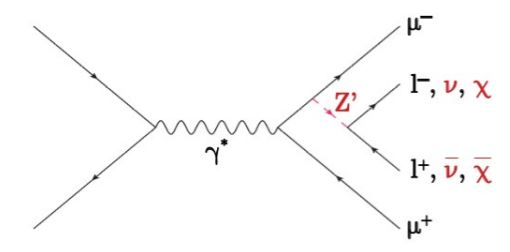 μ⁻
l⁻, ν, χ
Z'
γ*
l⁺, ν̄, χ̄
μ⁺